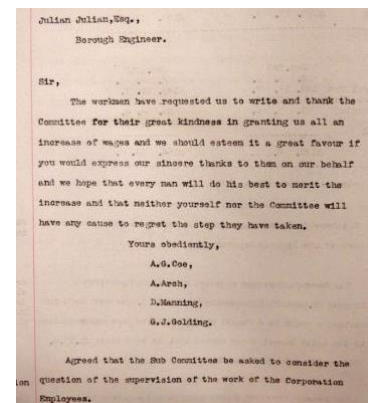 Julian Julian,Esq.,
Borough Engineer.
Sir,
The workmen have requested us to write and thank the
Committee for their great kindness in granting us all an
increase of wages and we should esteem it a great favour if
you would express our sincere thanks to them on our behalf
and we hope that every man will do his best to merit the
increase and that neither yourself nor the Committee will
have any cause to regret the step they have taken.
Yours obediently,
A.G.Coe,
A.Arch,
D.Manning,
G.J.Golding.
Agreed that the Sub Committee be asked to consider the
question of the supervision of the work of the Corporation
Employees.